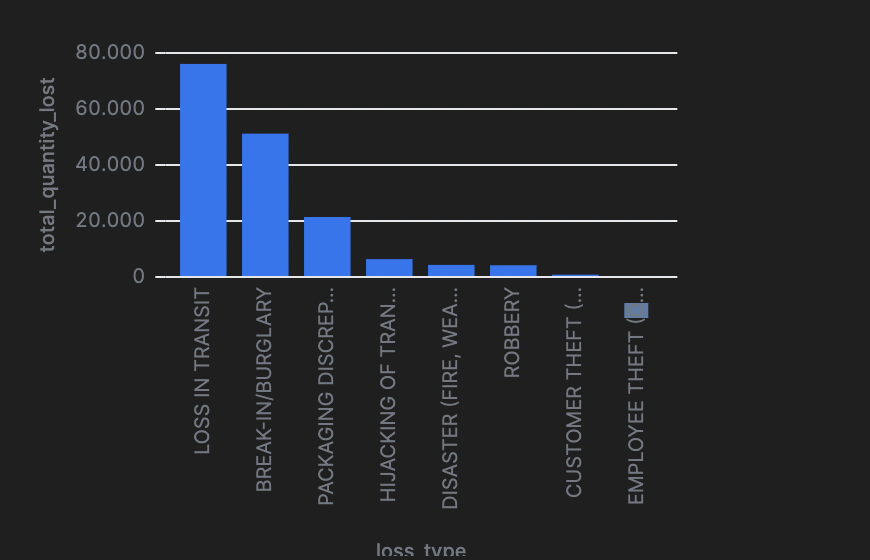 total_quantity_lost
80.000
60.000
40.000
20.000
0
LOSS IN TRANSIT
BREAK-IN/BURGLARY
PACKAGING DISCREP...
HIJACKING OF TRAN...
DISASTER (FIRE, WEA...
ROBBERY
CUSTOMER THEFT (...
EMPLOYEE THEFT (...
loss_type